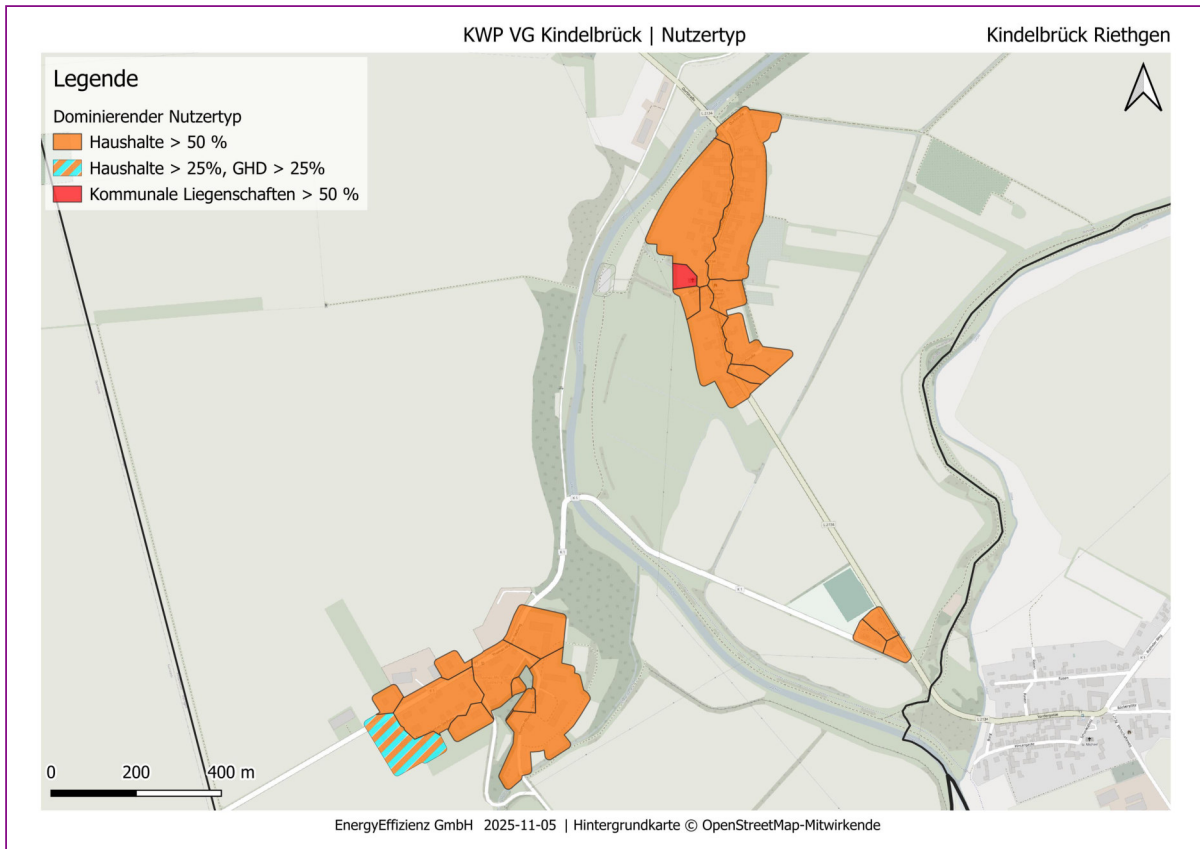 KWP VG Kindelbrück | Nutzertyp
Kindelbrück Riethgen
Legende
Dominierender Nutzertyp
Haushalte > 50 %
Haushalte > 25%, GHD > 25%
Kommunale Liegenschaften > 50 %
0 200 400 m
EnergyEffizienz GmbH 2025-11-05 | Hintergrundkarte © OpenStreetMap-Mitwirkende